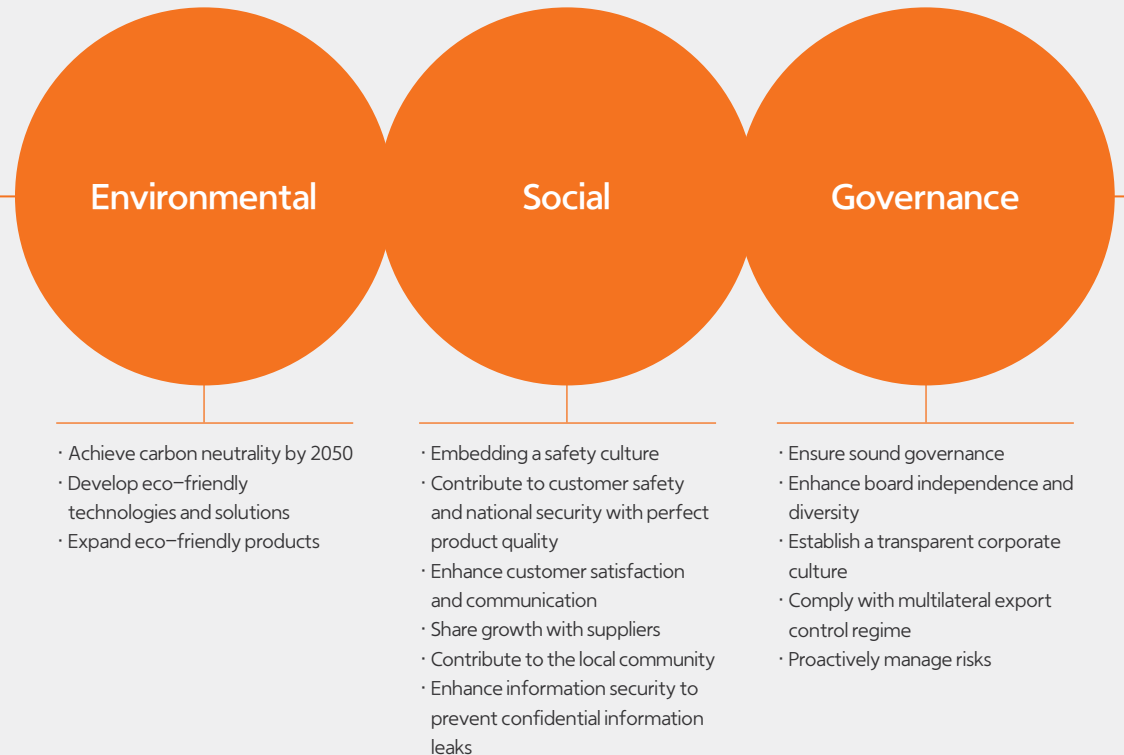 Environmental
Social
Governance
· Achieve carbon neutrality by 2050
· Develop eco-friendly
technologies and solutions
· Expand eco-friendly products
· Embedding a safety culture
· Contribute to customer safety
and national security with perfect
product quality
· Enhance customer satisfaction
and communication
· Share growth with suppliers
· Contribute to the local community
· Enhance information security to
prevent confidential information
leaks
· Ensure sound governance
· Enhance board independence and
diversity
· Establish a transparent corporate
culture
· Comply with multilateral export
control regime
· Proactively manage risks